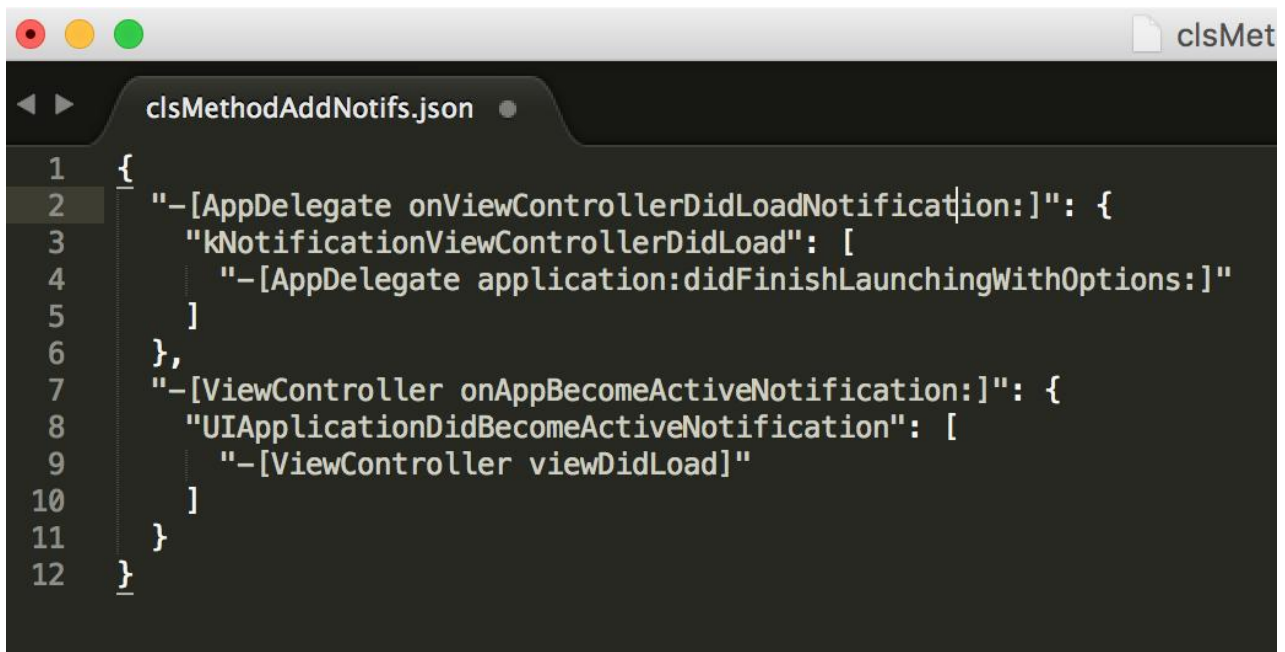 clsMet
clsMethodAddNotifs.json
1 {
2 "-[AppDelegate onViewControllerDidLoadNotification:]": {
3 "kNotificationViewControllerDidLoad": [
4 "-[AppDelegate application:didFinishLaunchingWithOptions:]"
5 ]
6 },
7 "-[ViewController onAppBecomeActiveNotification:]": {
8 "UIApplicationDidBecomeActiveNotification": [
9 "-[ViewController viewDidLoad]"
10 ]
11 }
12 }